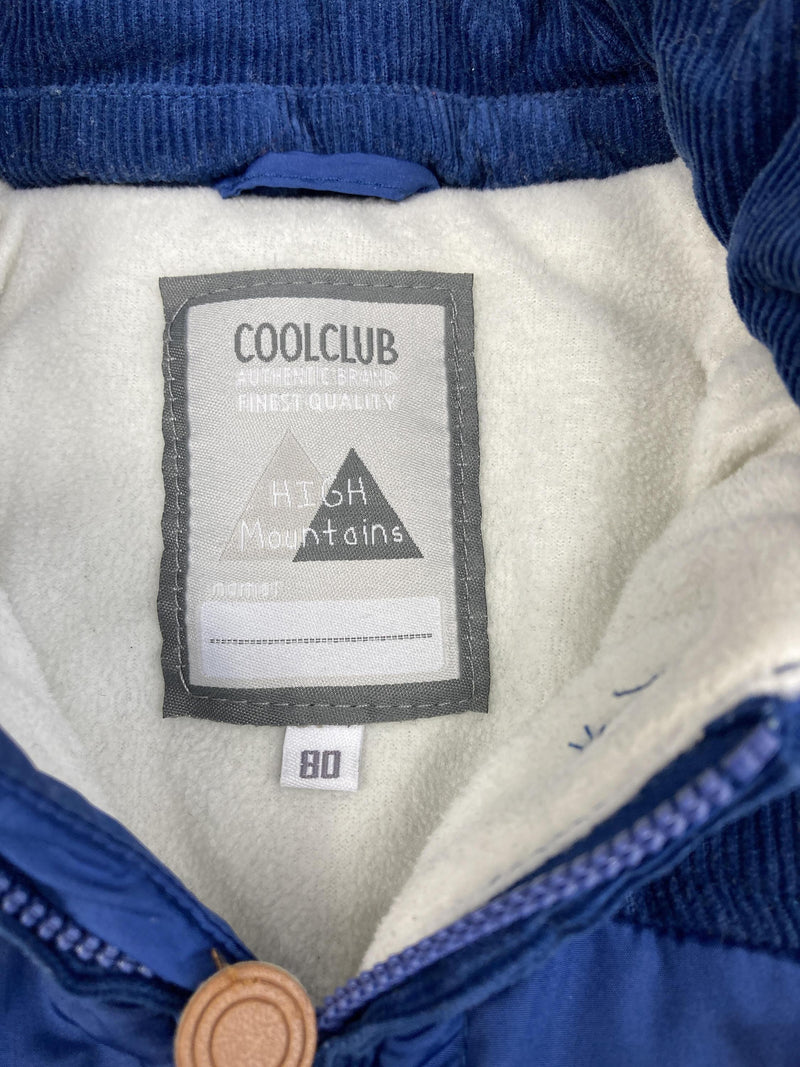 COOLCLUB
AUTHENTIC BRAND
FINEST QUALITY
HIGH
Mountains
name:
80